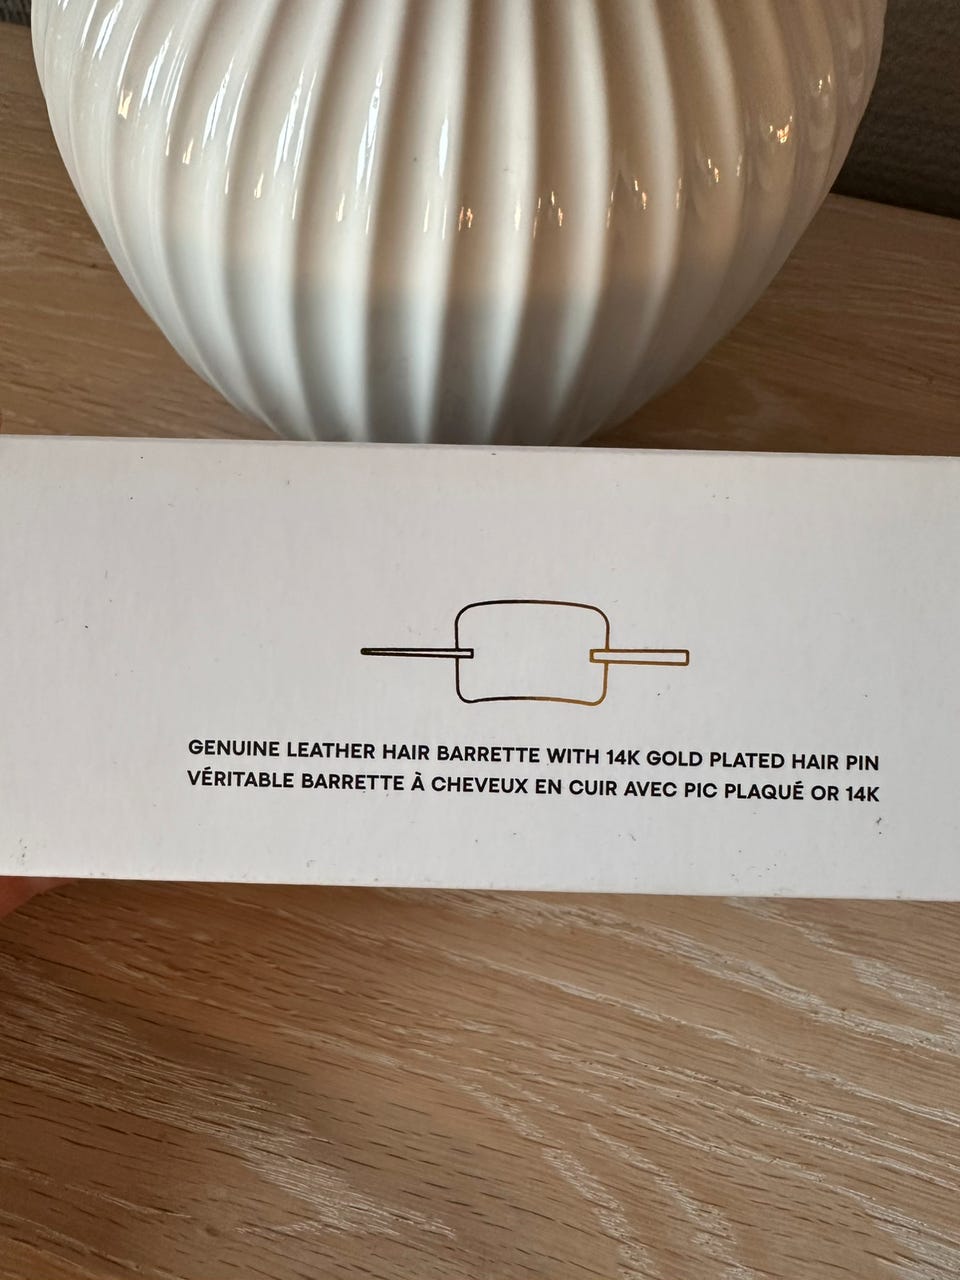 GENUINE LEATHER HAIR BARRETTE WITH 14K GOLD PLATED HAIR PIN
VÉRITABLE BARRETTE À CHEVEUX EN CUIR AVEC PIC PLAQUÉ OR 14K